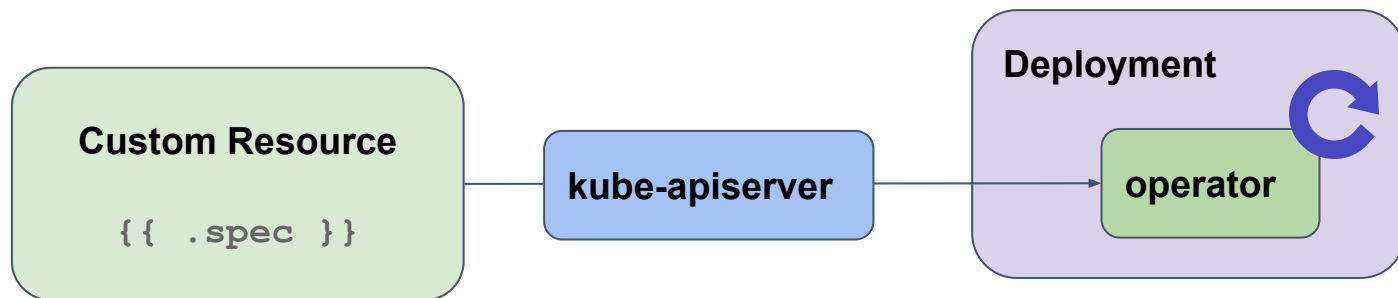 Custom Resource
{{ .spec }}
kube-apiserver
Deployment
operator